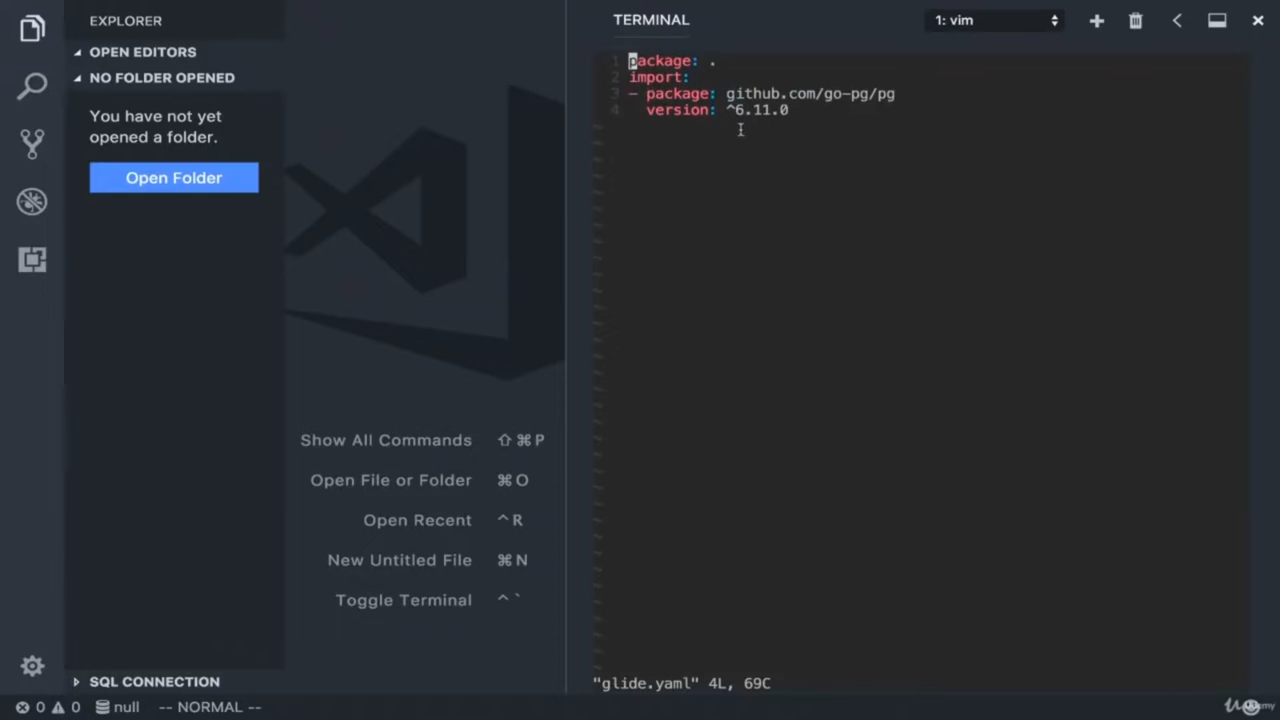 EXPLORER
OPEN EDITORS
NO FOLDER OPENED
You have not yet
opened a folder.
Open Folder
Show All Commands ⇧⌘P
Open File or Folder ⌘O
Open Recent ^R
New Untitled File ⌘N
Toggle Terminal ^`
SQL CONNECTION
TERMINAL
1: vim
1 package: .
2 import:
3 - package: github.com/go-pg/pg
4 version: ^6.11.0
~
"glide.yaml" 4L, 69C
0 0 null -- NORMAL --